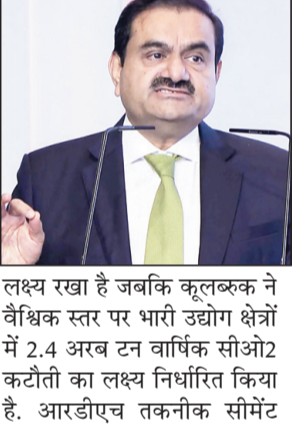 लक्ष्य रखा है जबकि कूलब्रुक ने
वैश्विक स्तर पर भारी उद्योग क्षेत्रों
में 2.4 अरब टन वार्षिक सीओ2
कटौती का लक्ष्य निर्धारित किया
है. आरडीएच तकनीक सीमेंट